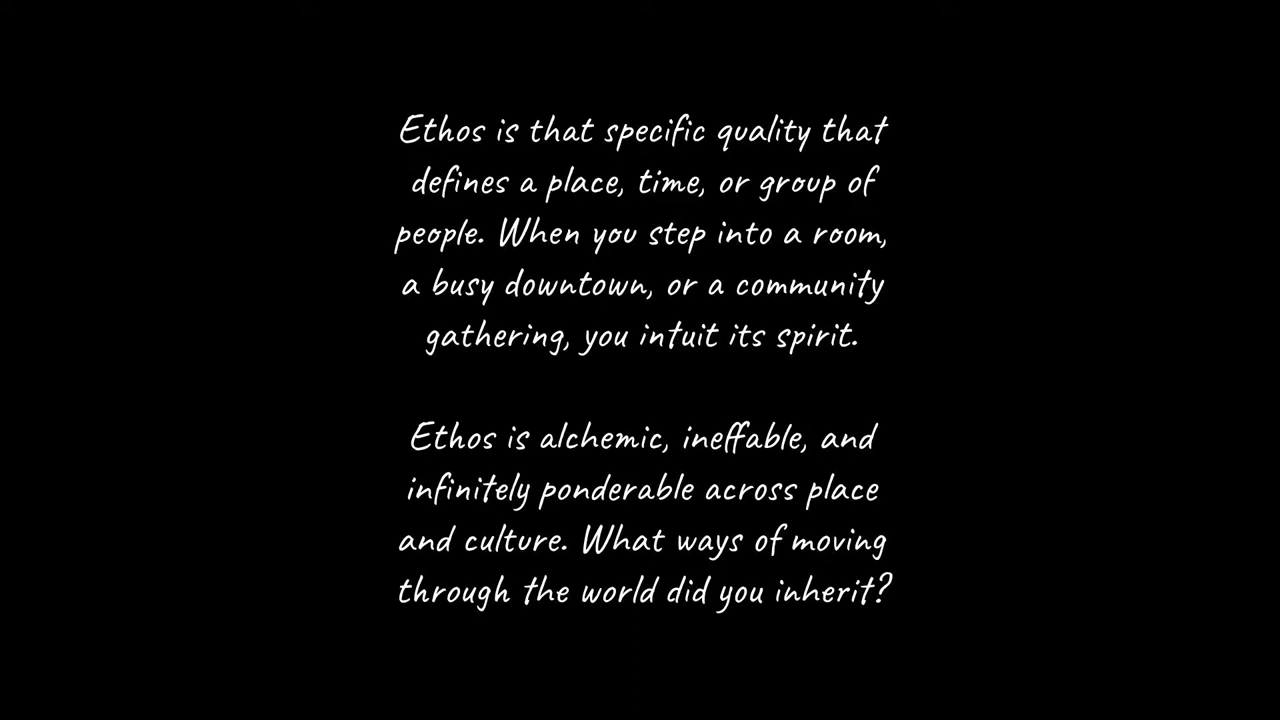 Ethos is that specific quality that
defines a place, time, or group of
people. When you step into a room,
a busy downtown, or a community
gathering, you intuit its spirit.
Ethos is alchemic, ineffable, and
infinitely ponderable across place
and culture. What ways of moving
through the world did you inherit?